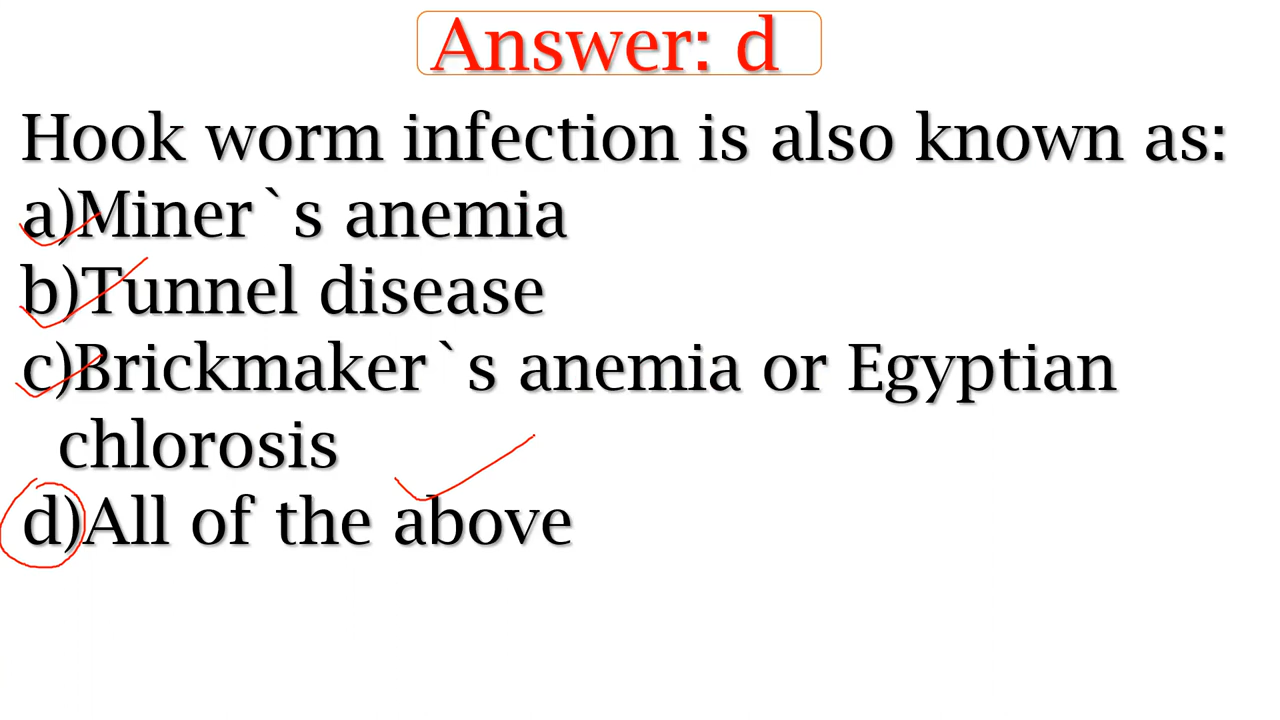 Answer: d
Hook worm infection is also known as:
a)Miner`s anemia
b)Tunnel disease
c)Brickmaker`s anemia or Egyptian
chlorosis
d)All of the above